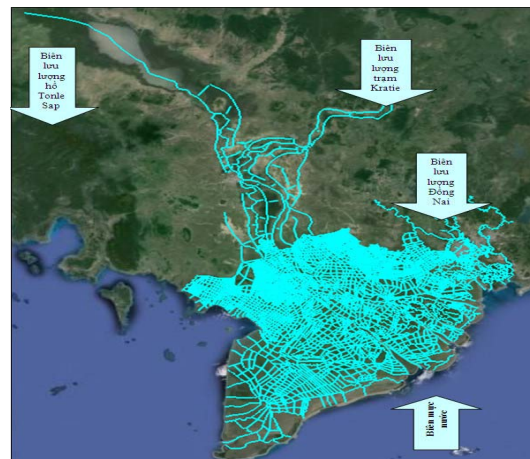 Biên
lưu
lượng
hồ
Tonle
Sap
Biên
lưu
lượng
trạm
Kratie
Biên
lưu
lượng
Đồng
Nai
Biên mực
nước